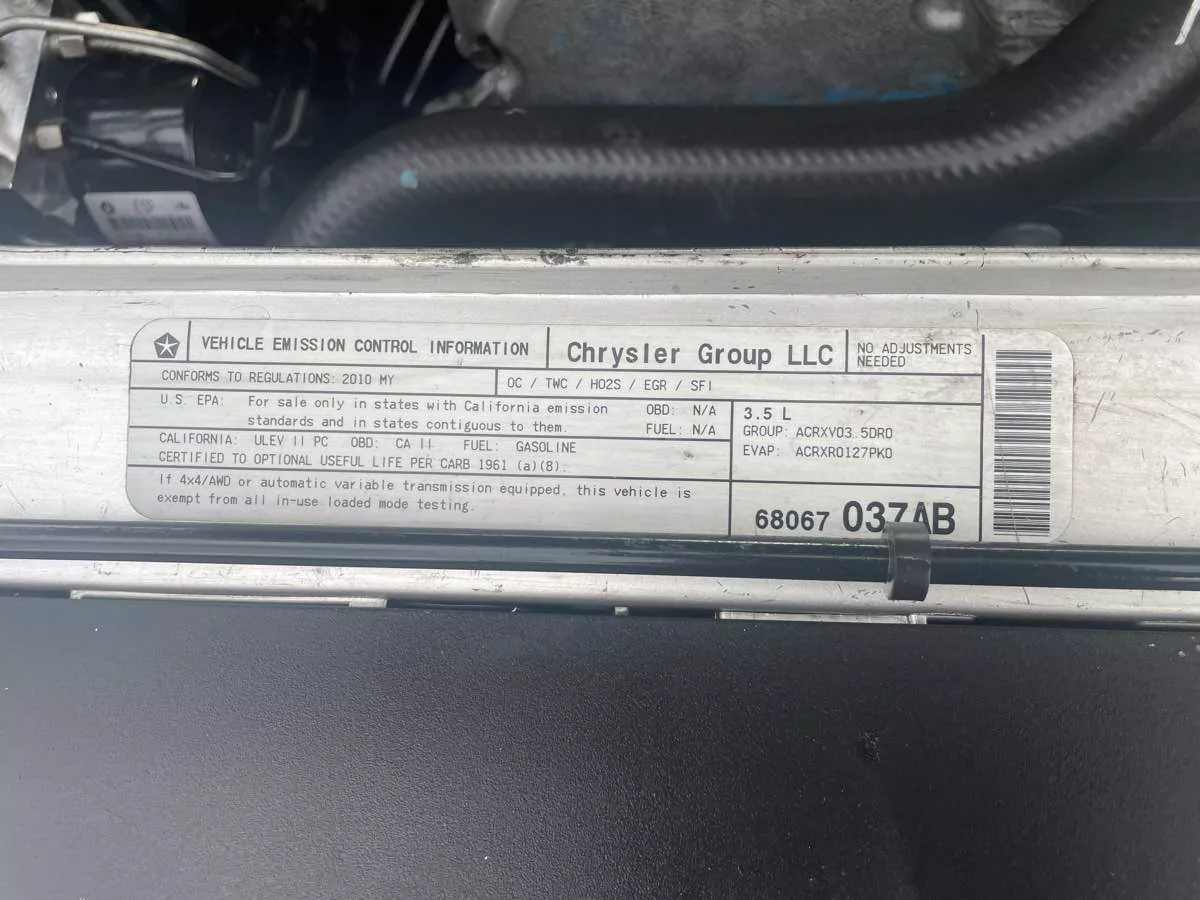 VEHICLE EMISSION CONTROL INFORMATION
Chrysler Group LLC
NO ADJUSTMENTS
NEEDED
CONFORMS TO REGULATIONS: 2010 MY
OC / TWC / HO2S / EGR / SFI
U.S. EPA: For sale only in states with California emission
standards and in states contiguous to them.
OBD: N/A
FUEL: N/A
CALIFORNIA: ULEV II PC OBD: CA II FUEL: GASOLINE
CERTIFIED TO OPTIONAL USEFUL LIFE PER CARB 1961 (a)(8).
If 4x4/AWD or automatic variable transmission equipped, this vehicle is
exempt from all in-use loaded mode testing.
3.5 L
GROUP: ACRXV03.5DR0
EVAP: ACRXR0127PK0
68067 037AB